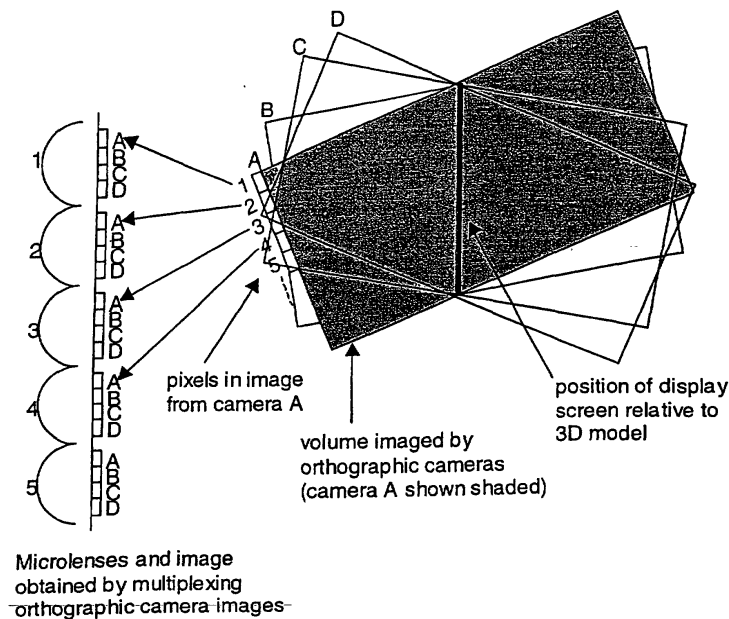 D
C
B
A
1
2
3
4
5
1
A
B
C
D
2
A
B
C
D
3
A
B
C
D
4
A
B
C
D
5
A
B
C
D
pixels in image
from camera A
volume imaged by
orthographic cameras
(camera A shown shaded)
position of display
screen relative to
3D model
Microlenses and image
obtained by multiplexing
orthographic camera images